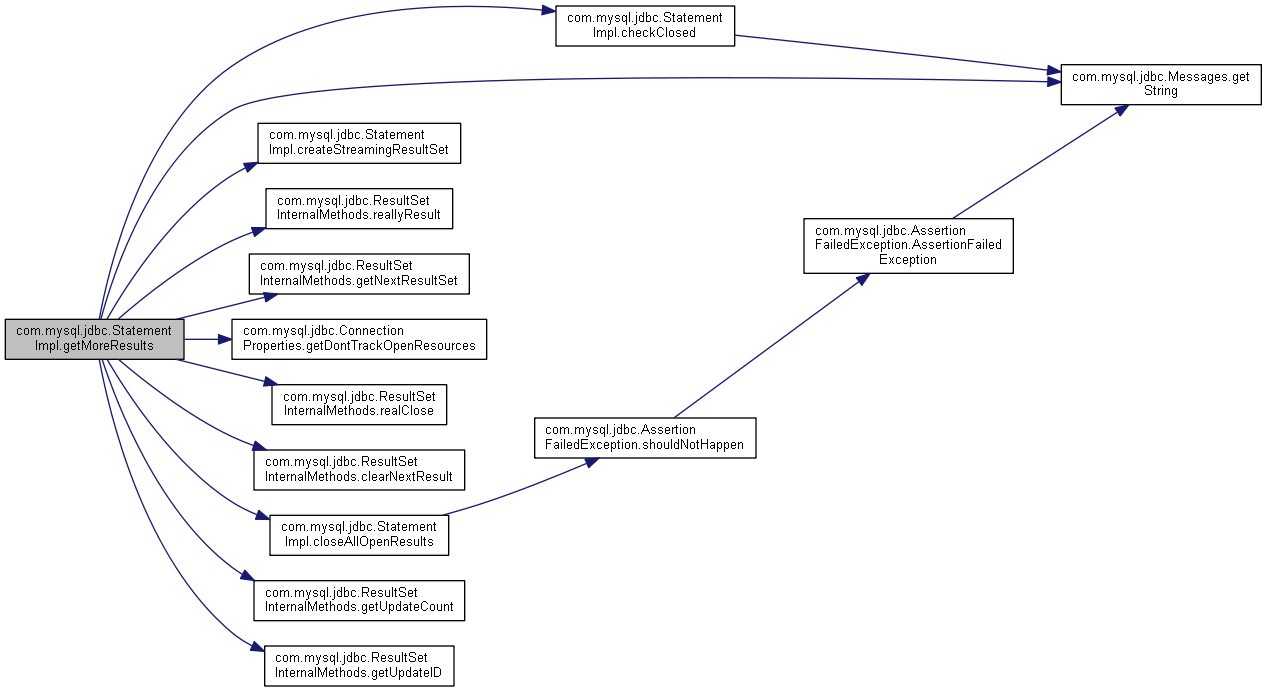 com.mysql.jdbc.Statement
Impl.checkClosed
com.mysql.jdbc.Messages.get
String
com.mysql.jdbc.Statement
Impl.createStreamingResultSet
com.mysql.jdbc.ResultSet
InternalMethods.reallyResult
com.mysql.jdbc.Assertion
FailedException.AssertionFailed
Exception
com.mysql.jdbc.ResultSet
InternalMethods.getNextResultSet
com.mysql.jdbc.Statement
Impl.getMoreResults
com.mysql.jdbc.Connection
Properties.getDontTrackOpenResources
com.mysql.jdbc.ResultSet
InternalMethods.realClose
com.mysql.jdbc.Assertion
FailedException.shouldNotHappen
com.mysql.jdbc.ResultSet
InternalMethods.clearNextResult
com.mysql.jdbc.Statement
Impl.closeAllOpenResults
com.mysql.jdbc.ResultSet
InternalMethods.getUpdateCount
com.mysql.jdbc.ResultSet
InternalMethods.getUpdateID